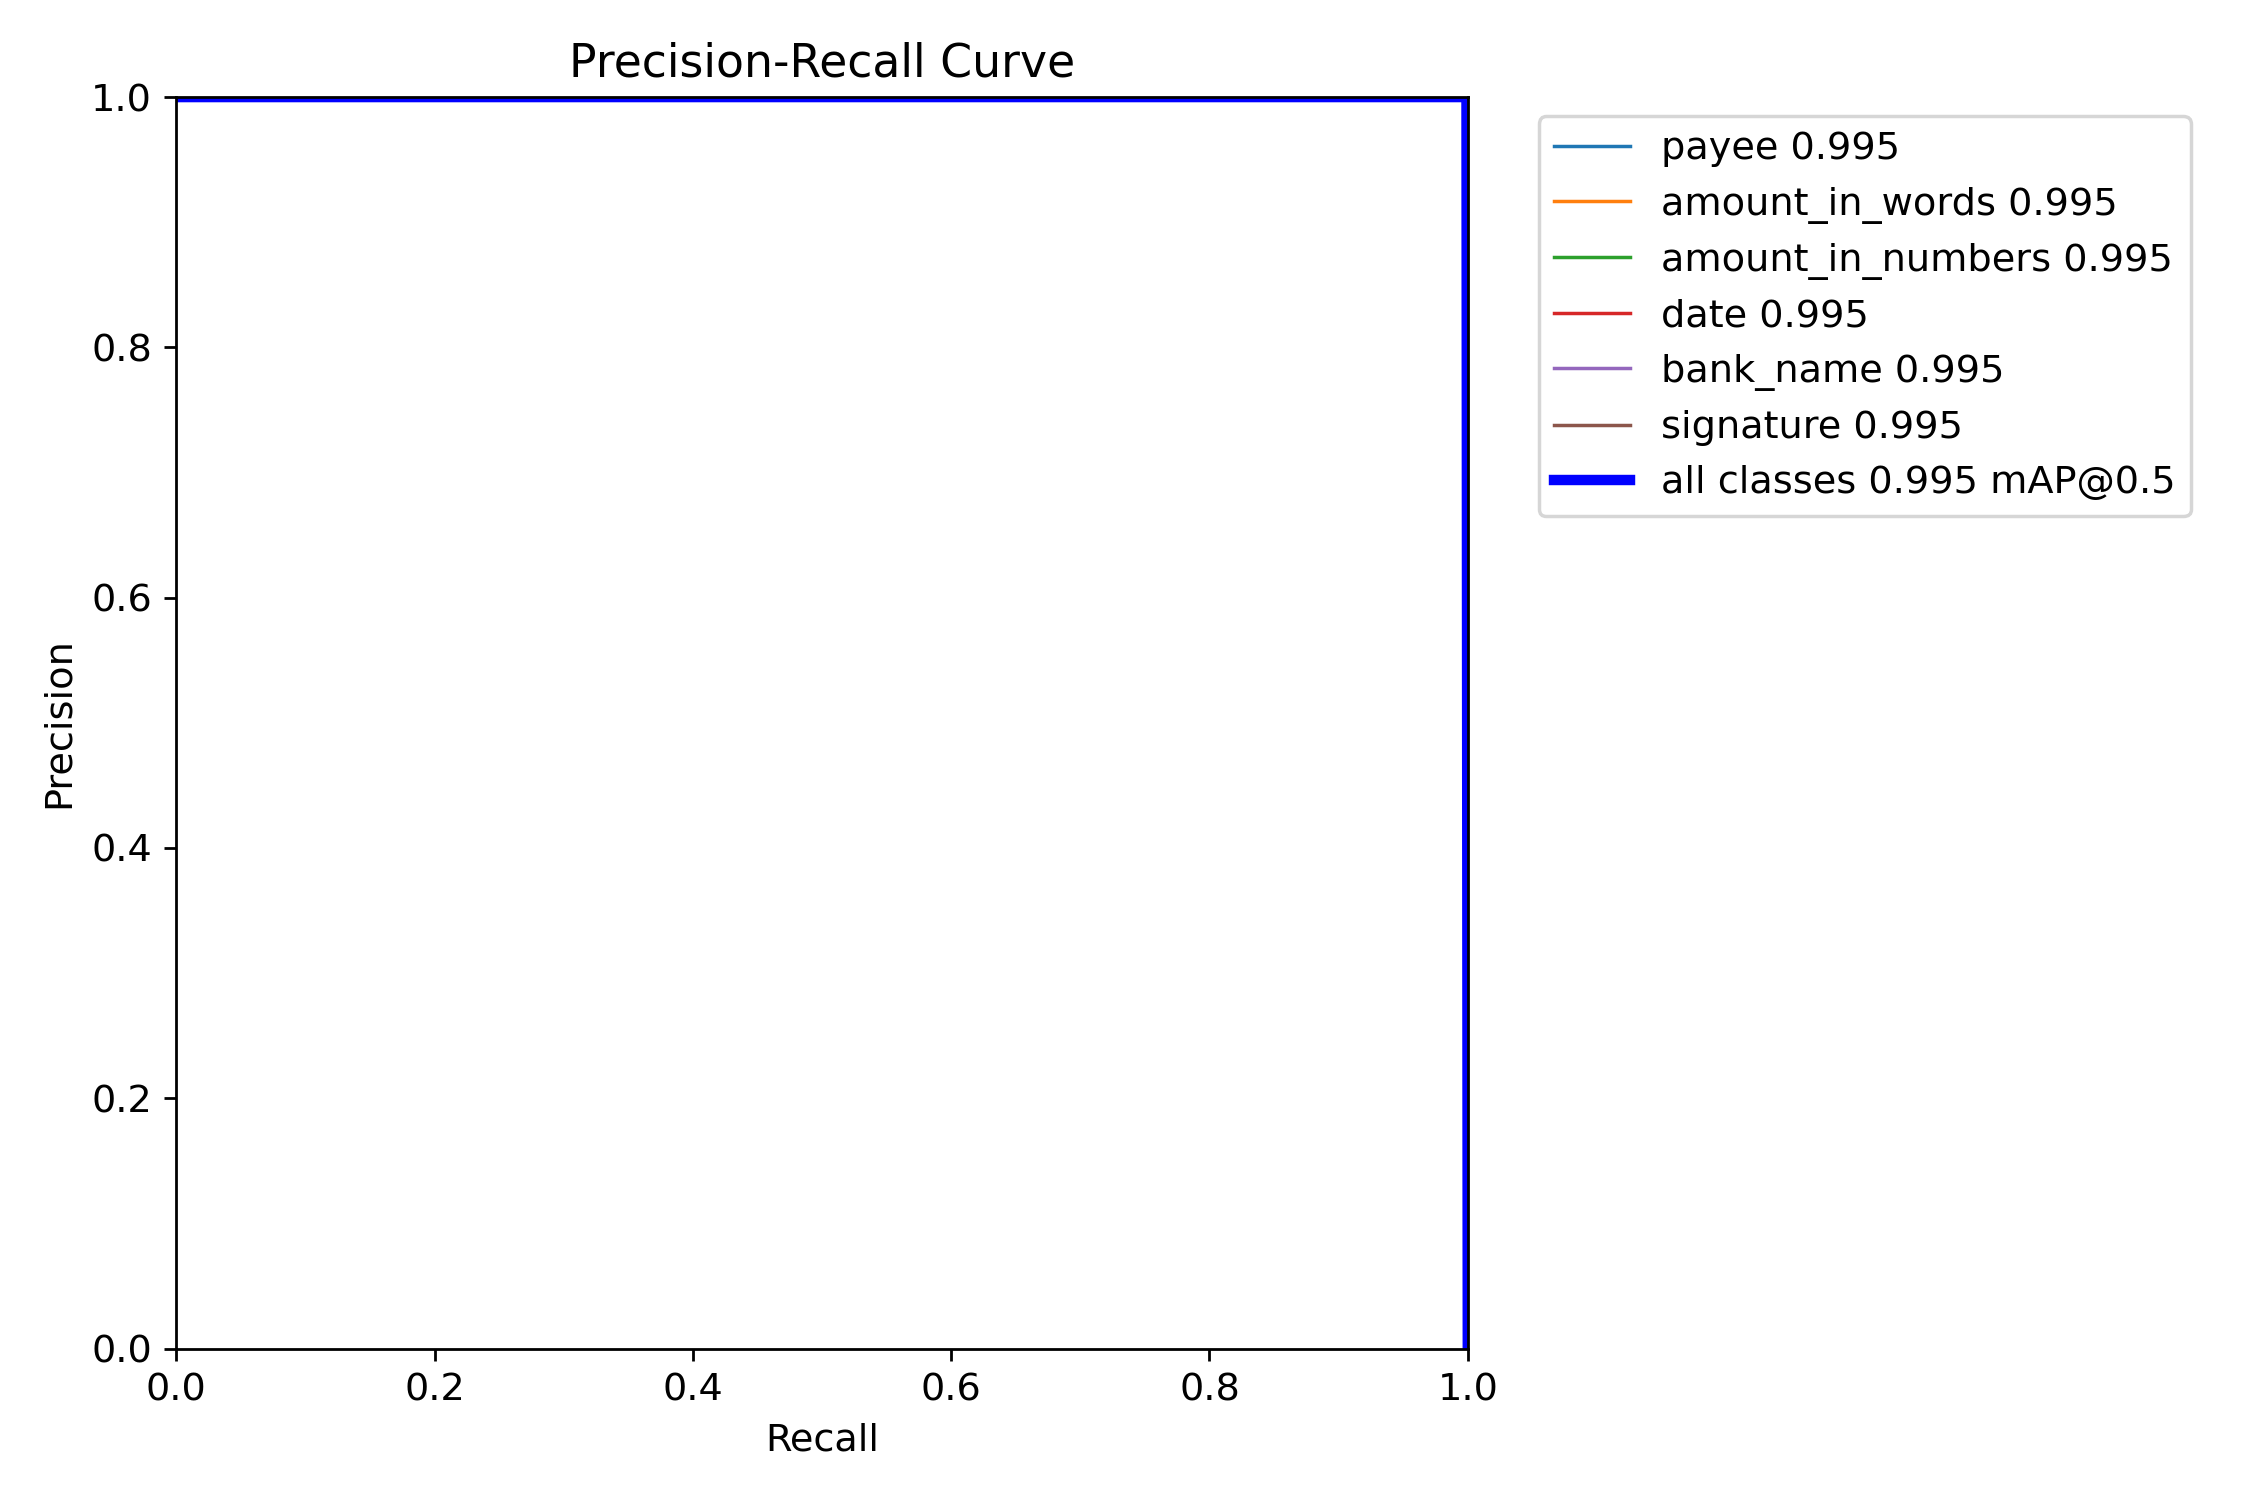 Precision-Recall Curve
1.0
0.8
0.6
0.4
0.2
0.0
Precision
0.0 0.2 0.4 0.6 0.8 1.0
Recall
payee 0.995
amount_in_words 0.995
amount_in_numbers 0.995
date 0.995
bank_name 0.995
signature 0.995
all classes 0.995 mAP@0.5